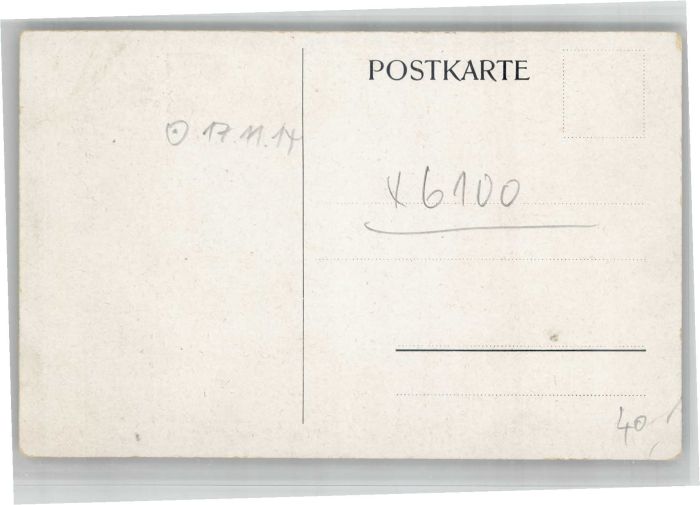 POSTKARTE
⊙ 17.11.14
x 6100
40,-